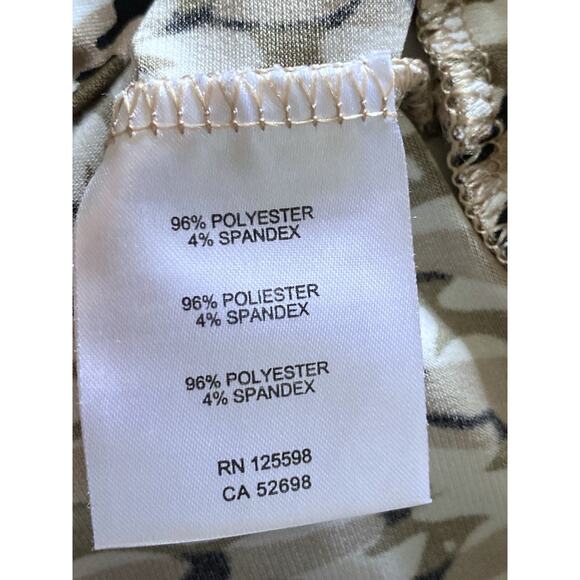 96% POLYESTER
4% SPANDEX
96% POLIESTER
4% SPANDEX
96% POLYESTER
4% SPANDEX
RN 125598
CA 52698